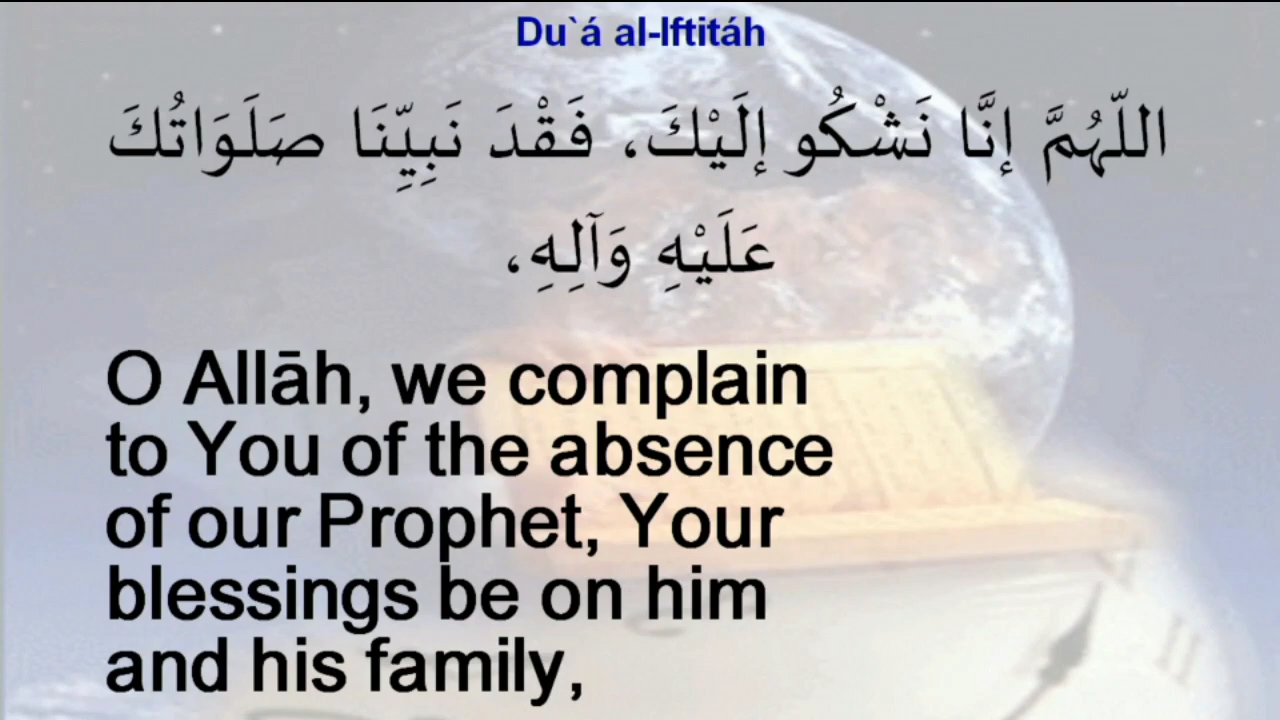 Du`á al-Iftitáh
اللّهُمَّ إنَّا نَشْكُو إلَيْكَ، فَقْدَ نَبِيِّنَا صَلَوَاتُكَ
عَلَيْهِ وَآلِهِ،
O Allāh, we complain
to You of the absence
of our Prophet, Your
blessings be on him
and his family,